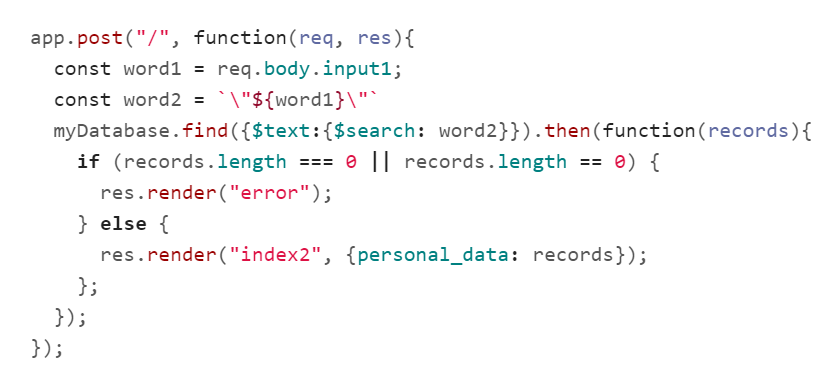 app.post("/", function(req, res){
  const word1 = req.body.input1;
  const word2 = `\"${word1}\"`
  myDatabase.find({$text:{$search: word2}}).then(function(records){
    if (records.length === 0 || records.length == 0) {
      res.render("error");
    } else {
      res.render("index2", {personal_data: records});
    };
  });
});